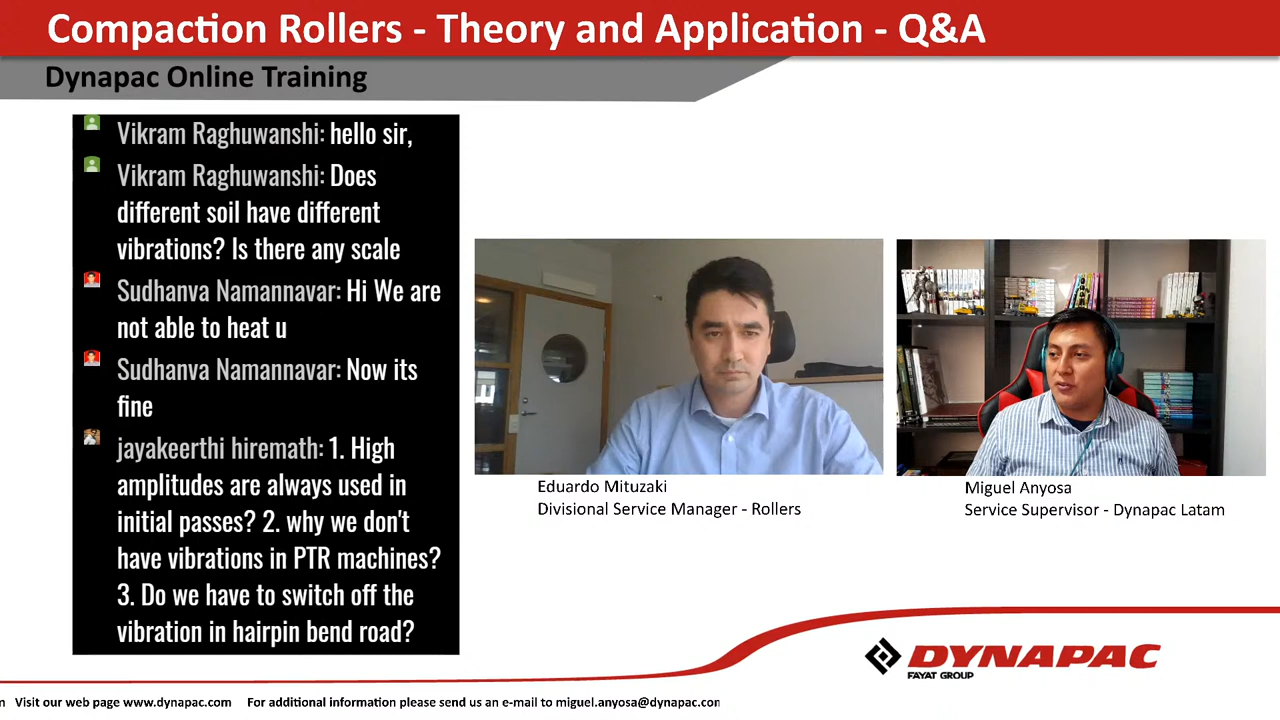 Compaction Rollers - Theory and Application - Q&A
Dynapac Online Training
Vikram Raghuwanshi: hello sir,
Vikram Raghuwanshi: Does
different soil have different
vibrations? Is there any scale
Sudhanva Namannavar: Hi We are
not able to heat u
Sudhanva Namannavar: Now its
fine
jayakeerthi hiremath: 1. High
amplitudes are always used in
initial passes? 2. why we don't
have vibrations in PTR machines?
3. Do we have to switch off the
vibration in hairpin bend road?
Eduardo Mituzaki
Divisional Service Manager - Rollers
Miguel Anyosa
Service Supervisor - Dynapac Latam
DYNAPAC
FAYAT GROUP
Visit our web page www.dynapac.com For additional information please send us an e-mail to miguel.anyosa@dynapac.con